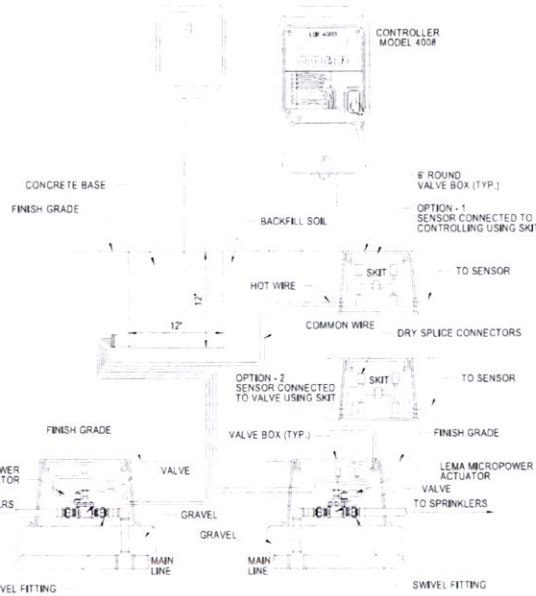 CONTROLLER
MODEL 4008
6' ROUND
VALVE BOX (TYP.)
CONCRETE BASE
FINISH GRADE
BACKFILL SOIL
OPTION - 1
SENSOR CONNECTED TO
CONTROLLING USING SKIT
SKIT
TO SENSOR
HOT WIRE
12"
12"
COMMON WIRE
DRY SPLICE CONNECTORS
OPTION - 2
SENSOR CONNECTED
TO VALVE USING SKIT
SKIT
TO SENSOR
FINISH GRADE
VALVE BOX (TYP.)
FINISH GRADE
VALVE
LEMA MICROPOWER
ACTUATOR
VALVE
TO SPRINKLERS
GRAVEL
GRAVEL
MAIN
LINE
MAIN
LINE
SWIVEL FITTING